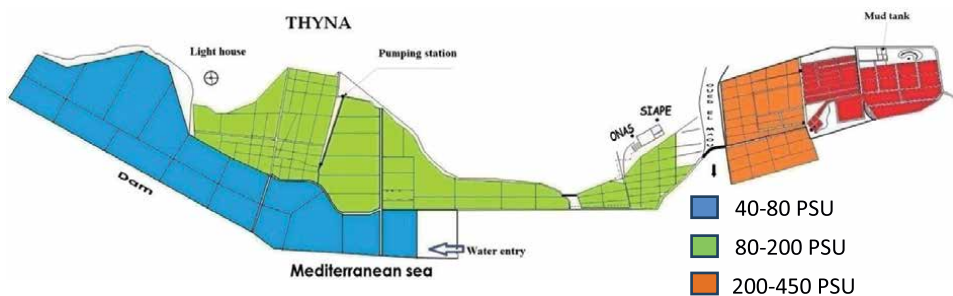 THYNA
Mud tank
Light house
Pumping station
SIAPE
ONAS
Dam
40-80 PSU
80-200 PSU
Water entry
Mediterranean sea
200-450 PSU